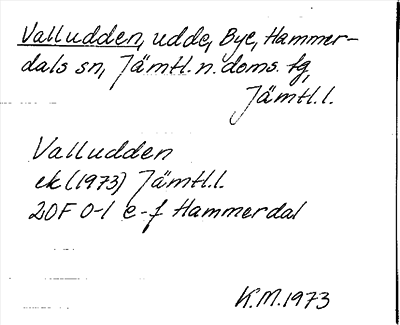 Valludden, udde, Bye, Hammer-
dals sn, Jämtl. n. doms. tg,
Jämtl. l.
Valludden
ek (1973) Jämtl. l.
20F 0-1 e-f Hammerdal
K.M. 1973